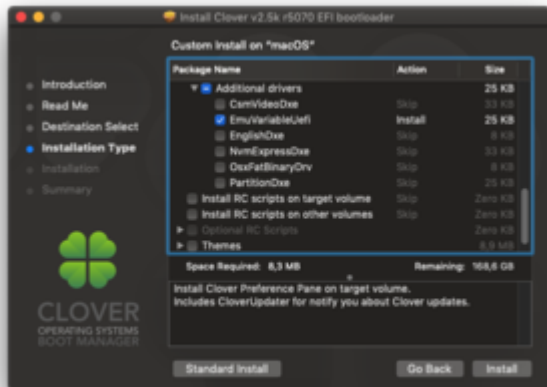 Install Clover v2.5k r5070 EFI bootloader
Custom Install on "macOS"
Introduction
Read Me
Destination Select
Installation Type
Installation
Summary
Package Name Action Size
Additional drivers 25 KB
CsmVideoDxe Skip 33 KB
EmuVariableUefi Install 25 KB
EnglishDxe Skip 8 KB
NvmExpressDxe Skip 33 KB
OsxFatBinaryDrv Skip 8 KB
PartitionDxe Skip 25 KB
Install RC scripts on target volume Skip Zero KB
Install RC scripts on other volumes Skip Zero KB
Optional RC Scripts Zero KB
Themes 8,9 MB
Space Required: 8,3 MB Remaining: 168,6 GB
Install Clover Preference Pane on target volume.
Includes CloverUpdater for notify you about Clover updates.
CLOVER
OPERATING SYSTEMS
BOOT MANAGER
Standard Install Go Back Install